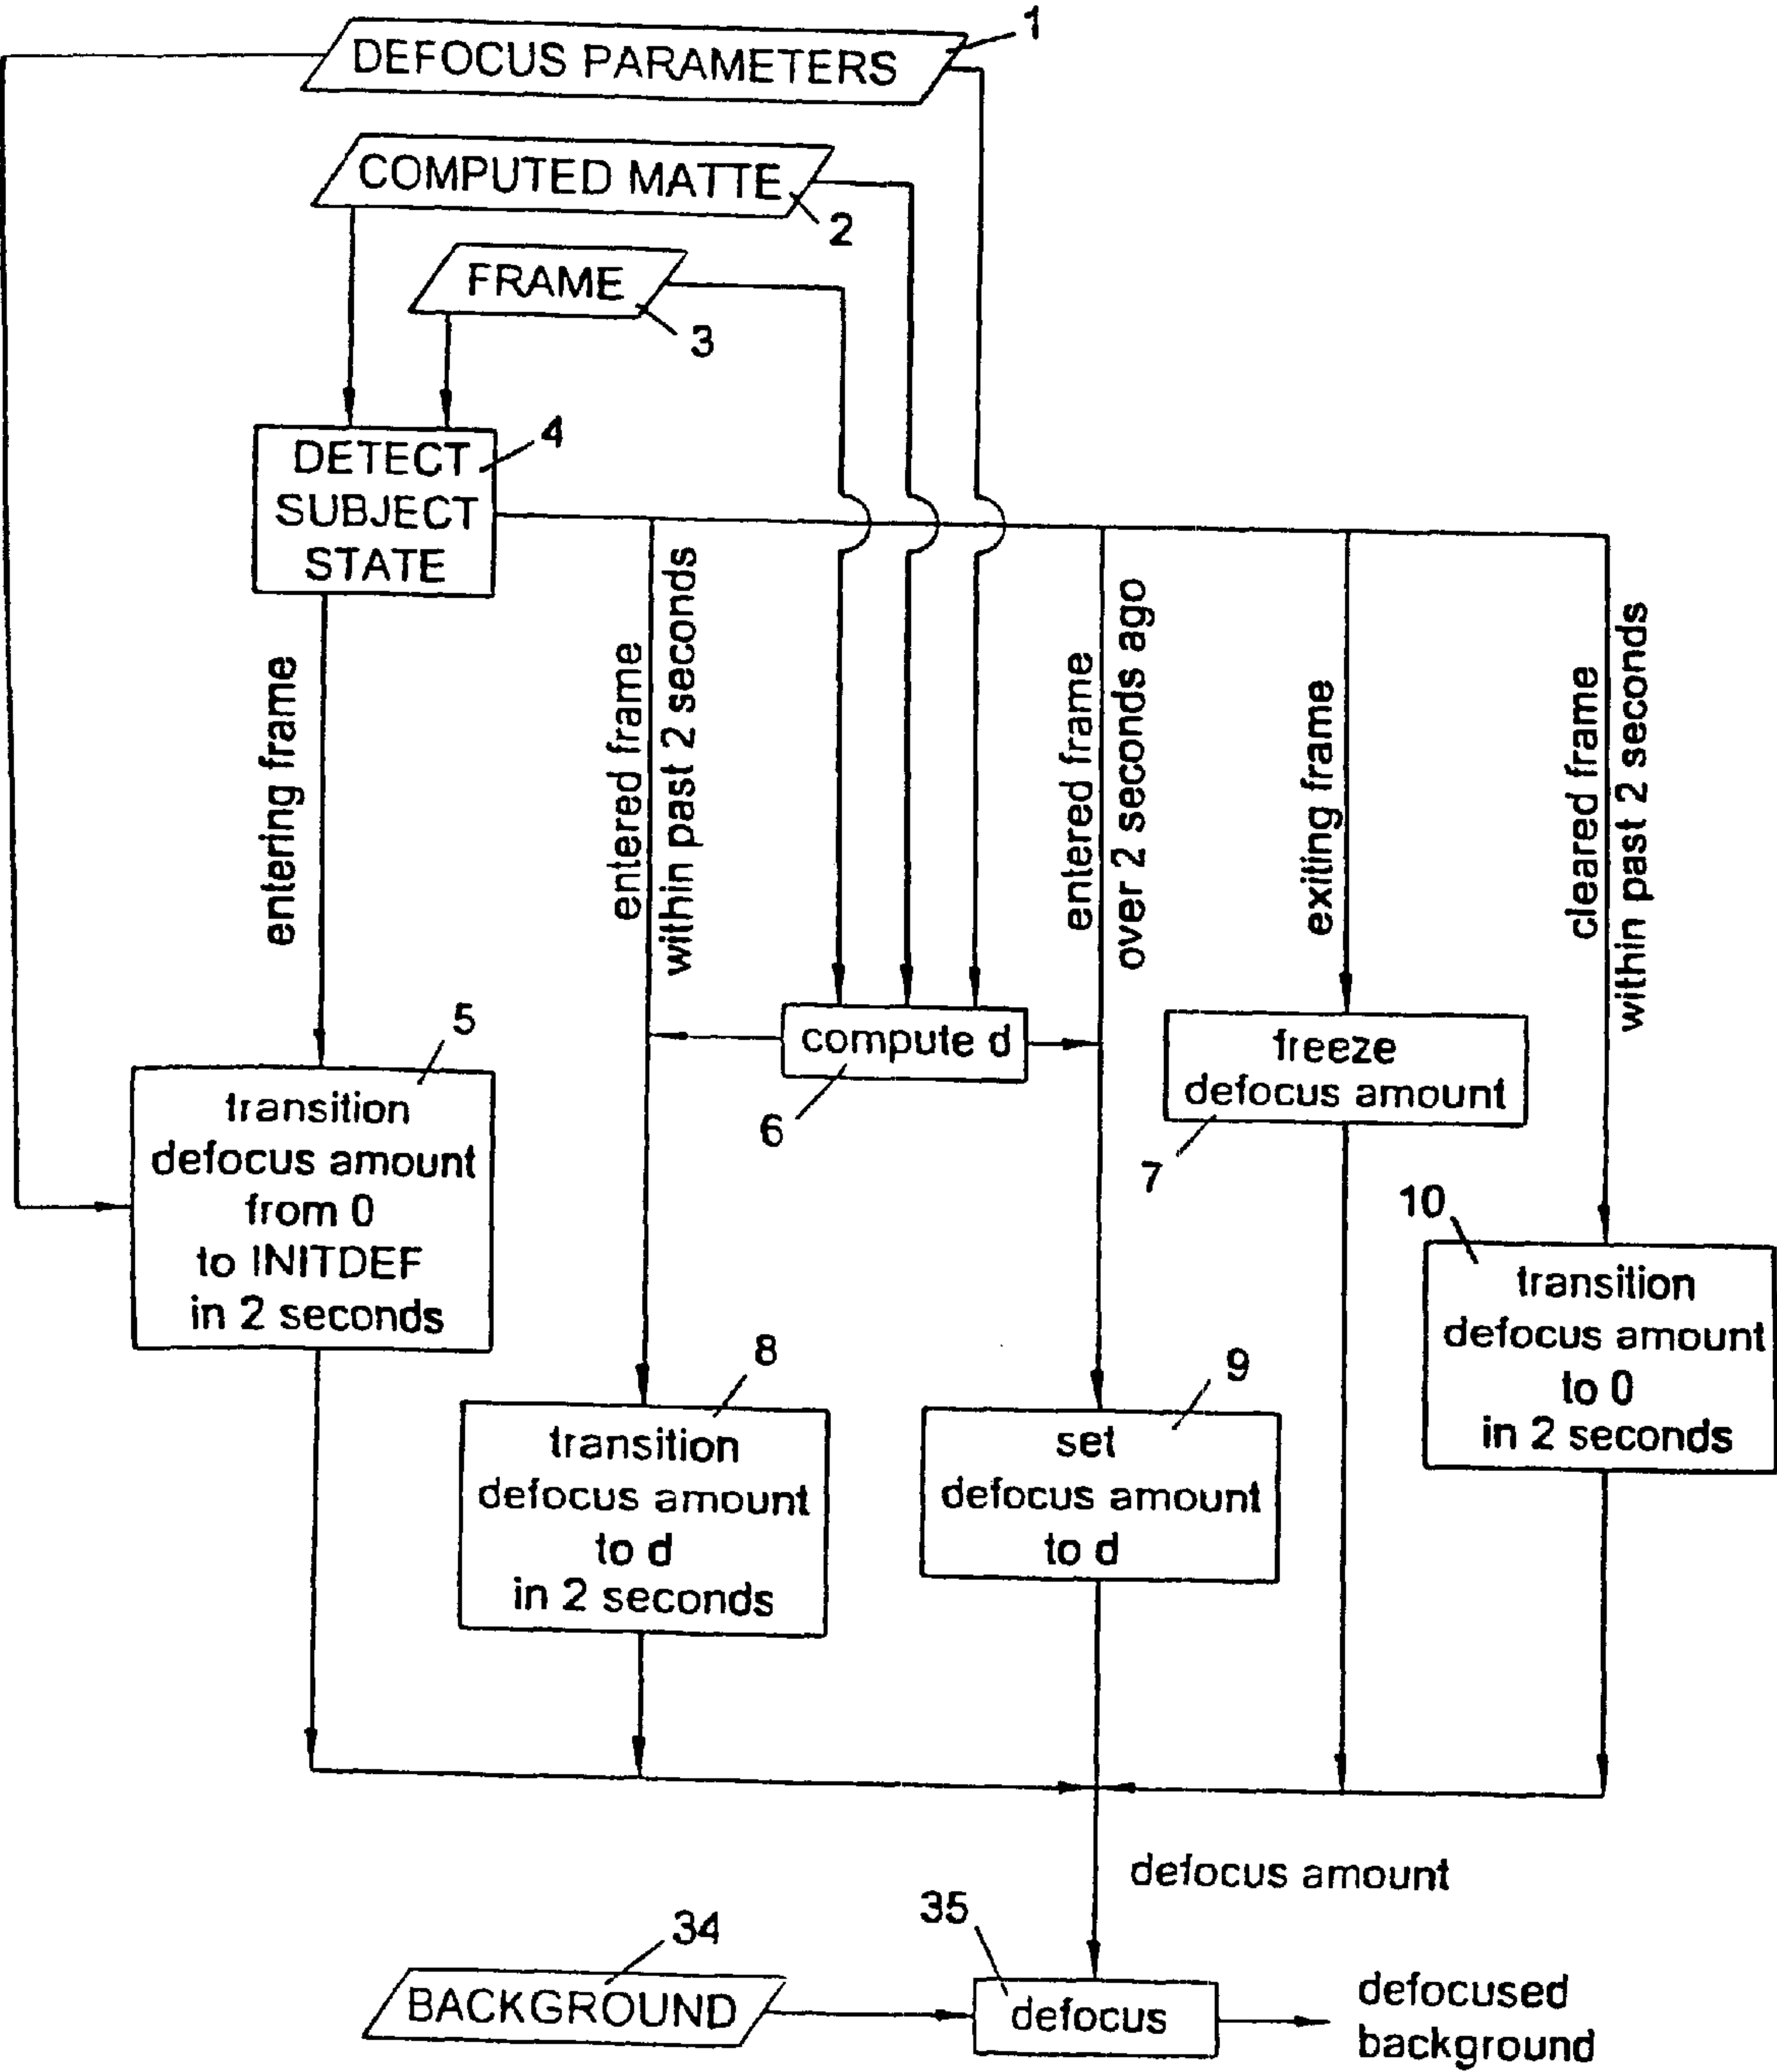 1
DEFOCUS PARAMETERS
COMPUTED MATTE
2
FRAME
3
4
DETECT
SUBJECT
STATE
entering frame
entered frame
within past 2 seconds
entered frame
over 2 seconds ago
exiting frame
cleared frame
within past 2 seconds
5
transition
defocus amount
from 0
to INITDEF
in 2 seconds
compute d
6
freeze
defocus amount
7
10
transition
defocus amount
to 0
in 2 seconds
8
transition
defocus amount
to d
in 2 seconds
9
set
defocus amount
to d
defocus amount
34
BACKGROUND
35
defocus
defocused
background